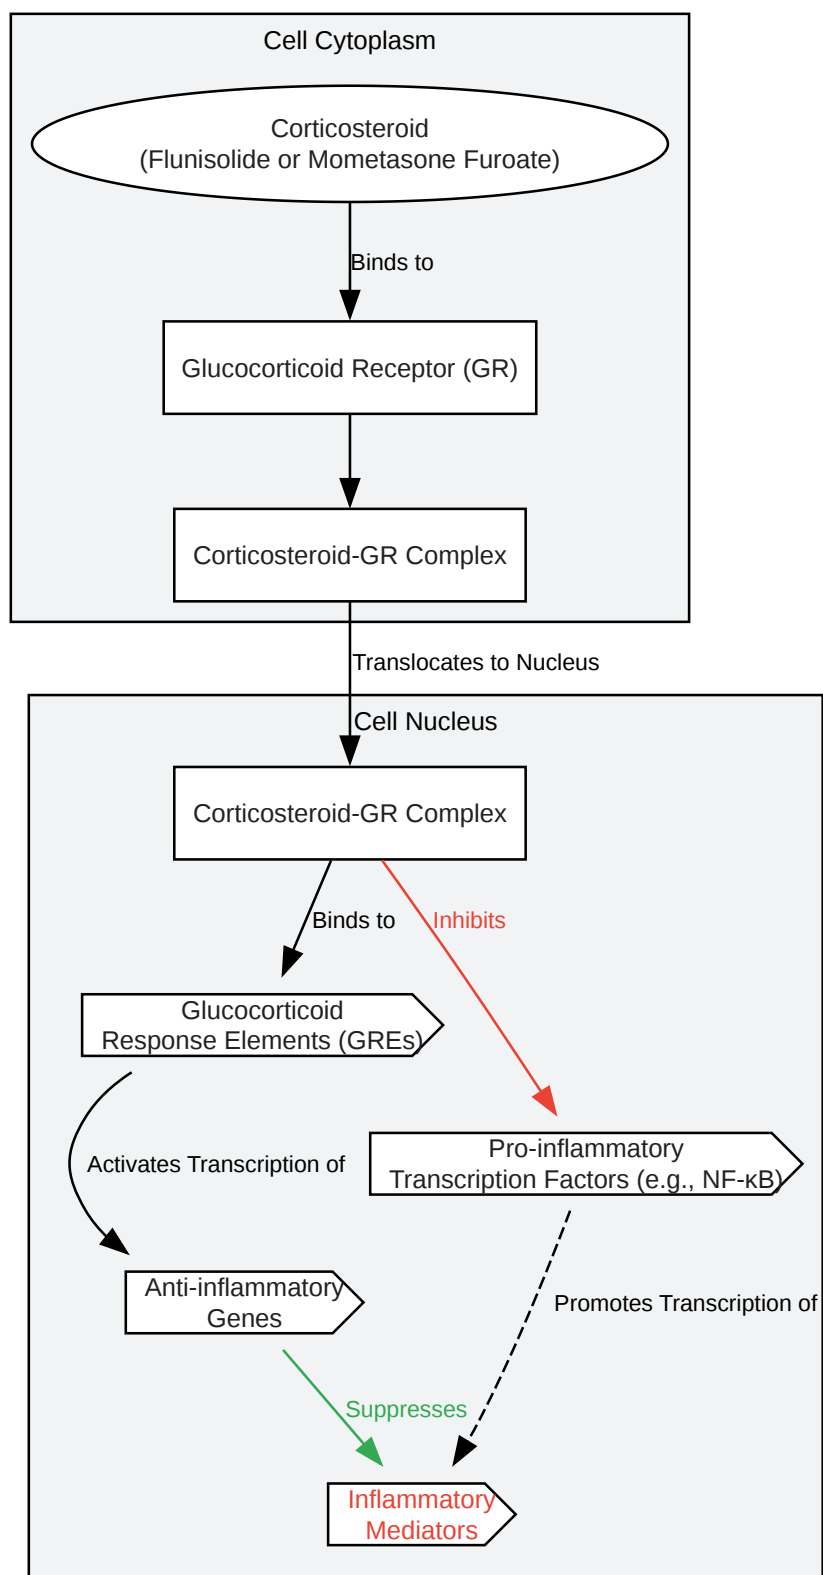 Cell Cytoplasm
Corticosteroid
(Flunisolide or Mometasone Furoate)
Binds to
Glucocorticoid Receptor (GR)
Corticosteroid-GR Complex
Translocates to Nucleus
Cell Nucleus
Corticosteroid-GR Complex
Binds to
Inhibits
Glucocorticoid
Response Elements (GREs)
Pro-inflammatory
Transcription Factors (e.g., NF-κB)
Activates Transcription of
Anti-inflammatory
Genes
Promotes Transcription of
Suppresses
Inflammatory
Mediators